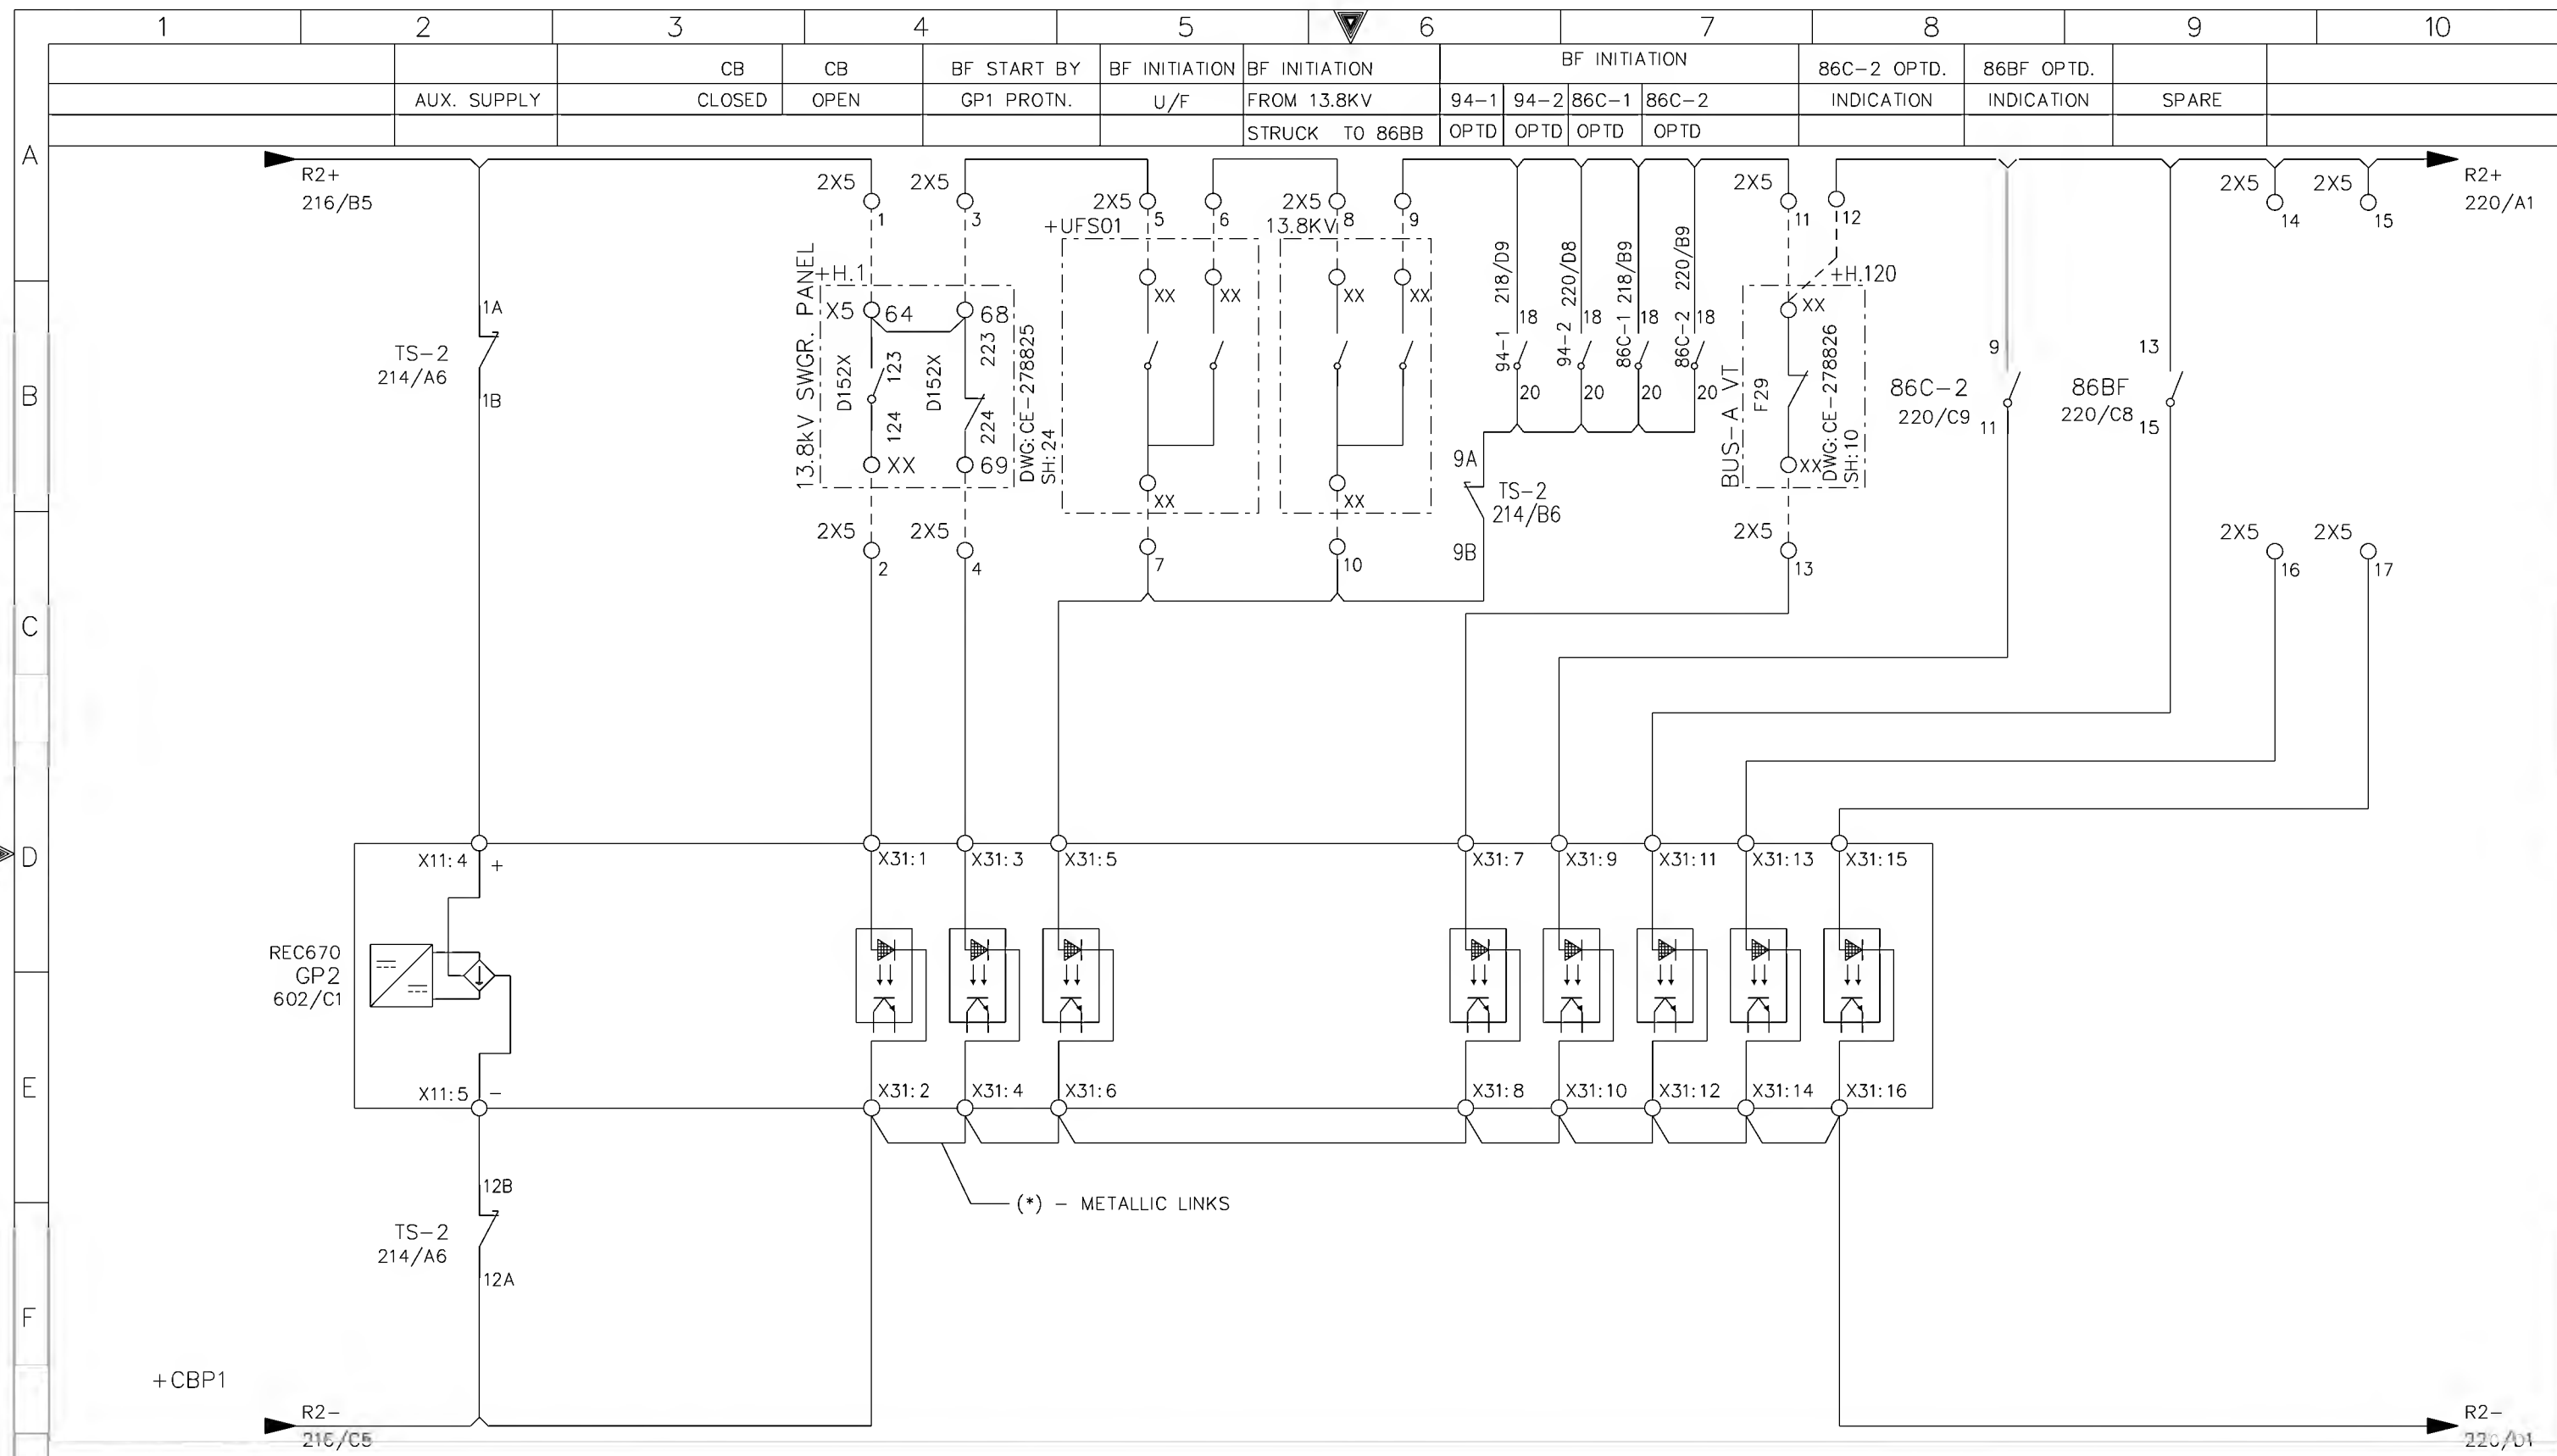 1 2 3 4 5 6 7 8 9 10
CB CB BF START BY BF INITIATION BF INITIATION BF INITIATION 86C-2 OPTD. 86BF OPTD.
AUX. SUPPLY CLOSED OPEN GP1 PROTN. U/F FROM 13.8KV 94-1 94-2 86C-1 86C-2 INDICATION INDICATION SPARE
STRUCK TO 86BB OPTD OPTD OPTD OPTD
A
R2+ 2X5 2X5 2X5 2X5 2X5 2X5 2X5 R2+
216/B5 220/A1
1 3 5 6 8 9 11 12 14 15
+UFS01 13.8KV
13.8kV SWGR. PANEL
+H.1 +H.120
218/D9 220/D8 218/B9 220/B9
XX XX XX XX XX
1A X5 64 68 18 18 18 18
TS-2
214/A6
1B
D152X 123 124 D152X 223 224
DWG:CE-278825
SH:24
94-1 94-2 86C-1 86C-2
20 20 20 20
BUS-A VT
F29
DWG:CE-278826
SH:10
9 13
B
86C-2 86BF
220/C9 11 220/C8 15
XX 69 9A XX
XX XX TS-2
214/B6
2X5 2X5 9B 2X5 2X5 2X5
2 4 7 10 13 16 17
C
D
X11:4 + X31:1 X31:3 X31:5 X31:7 X31:9 X31:11 X31:13 X31:15
REC670
GP2
602/C1
E
X11:5 - X31:2 X31:4 X31:6 X31:8 X31:10 X31:12 X31:14 X31:16
12B
(*) - METALLIC LINKS
TS-2
214/A6
12A
F
+CBP1
R2- R2-
216/C5 220/D1